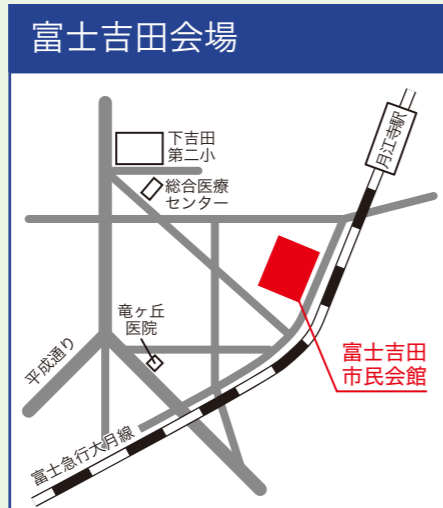 富士吉田会場
月江寺駅
下吉田
第二小
総合医療
センター
竜ヶ丘
医院
平成通り
富士吉田
市民会館
富士急行大月線